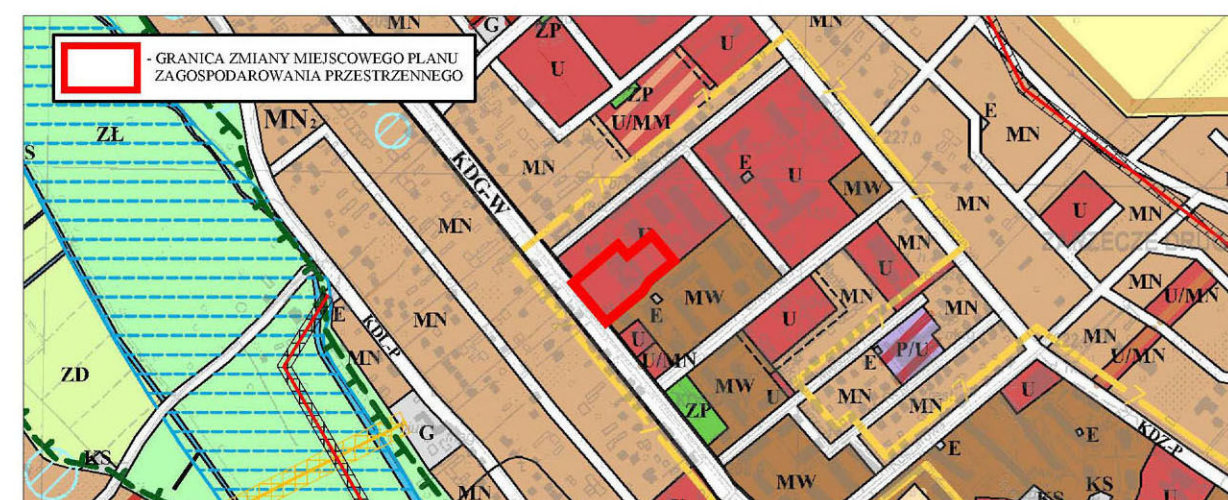 - GRANICA ZMIANY MIEJSCOWEGO PLANU
ZAGOSPODAROWANIA PRZESTRZENNEGO
MN
G
ZP
U
U
MN
ZP
U/MM
MN₂
ZŁ
S
KDG-W
MN
E
U
MW
227,0
E
MN
MN
U
MN
MN
U
MN
U
MN
MW
E
U
U/MN
MN
U
MN
U/MN
KDL-P
E
MN
MN
ZD
P/U
E
MN
U/MN
MW
U
ZP
MN
MN
U
KDZ-P
G
E
E
KS
MW
MN
KS
KS
U